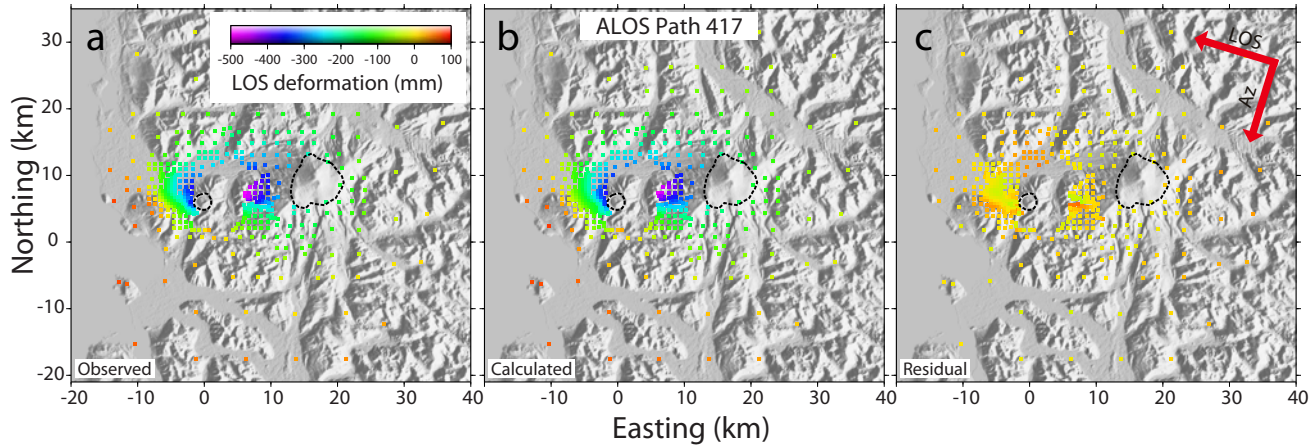 a
-500 -400 -300 -200 -100 0 100
LOS deformation (mm)
b
ALOS Path 417
c
LOS
Az
30
20
10
0
-10
-20
Northing (km)
Observed
Calculated
Residual
-20 -10 0 10 20 30 40
-10 0 10 20 30 40
-10 0 10 20 30 40
Easting (km)